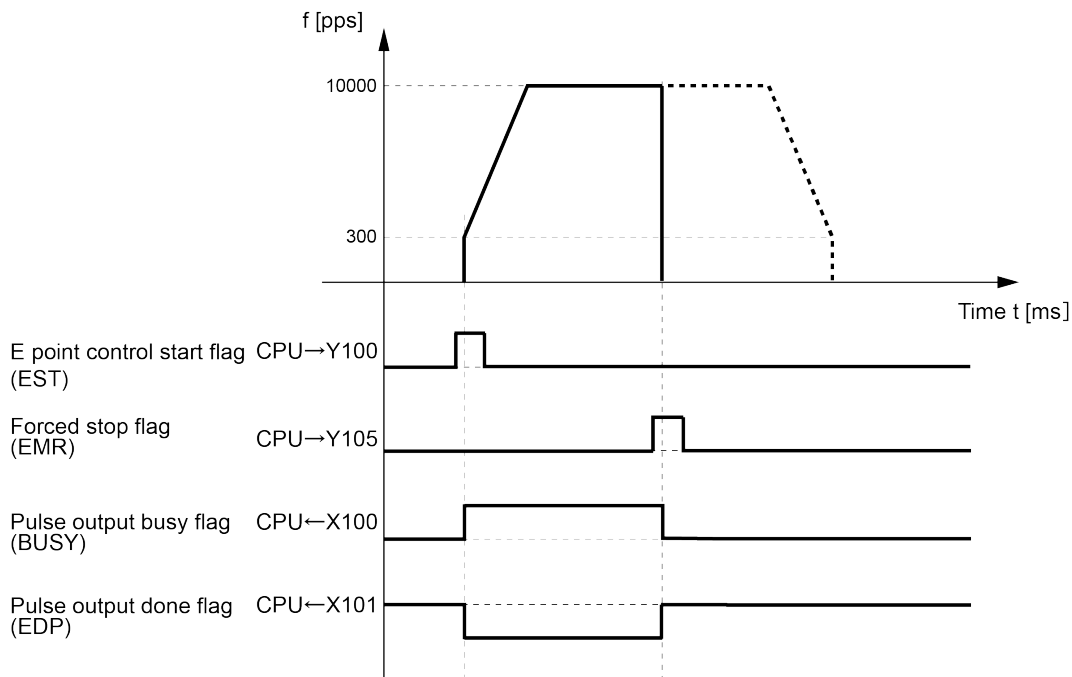 f [pps]
10000
300
Time t [ms]
E point control start flag
(EST)
CPU→Y100
Forced stop flag
(EMR)
CPU→Y105
Pulse output busy flag
(BUSY)
CPU←X100
Pulse output done flag
(EDP)
CPU←X101